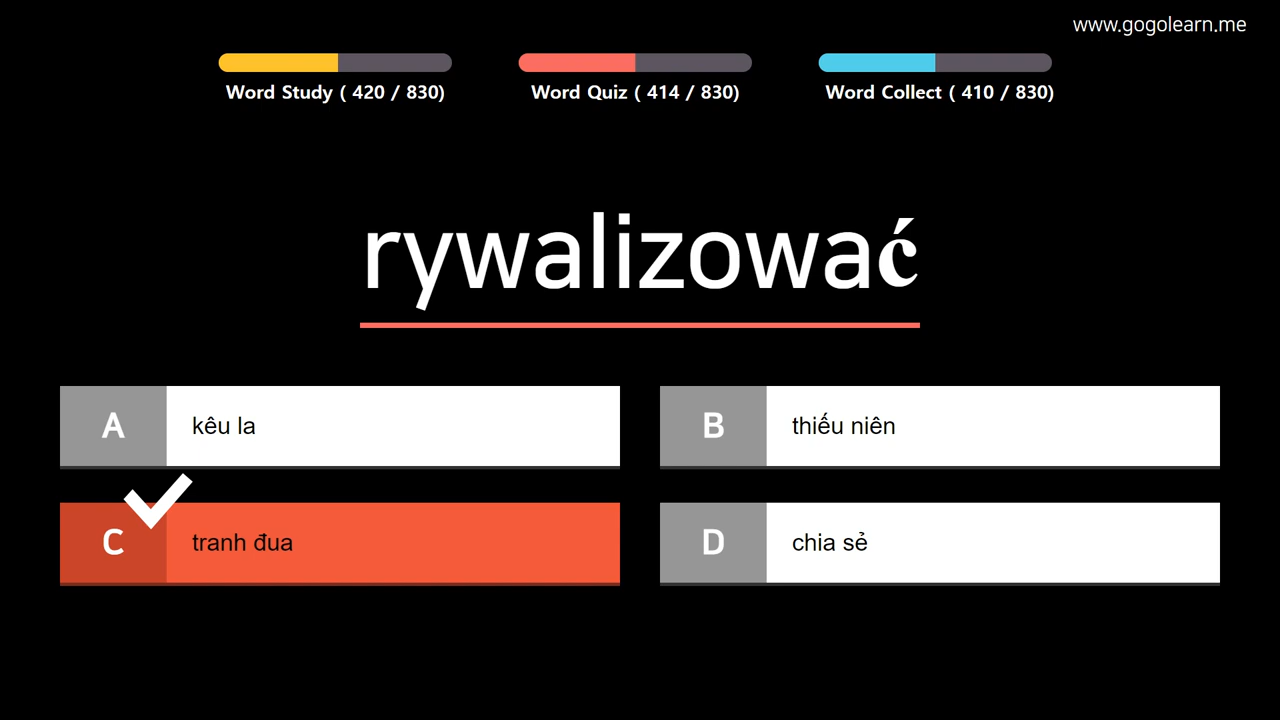 www.gogolearn.me
Word Study ( 420 / 830)
Word Quiz ( 414 / 830)
Word Collect ( 410 / 830)
rywalizować
A kêu la
B thiếu niên
C tranh đua
D chia sẻ